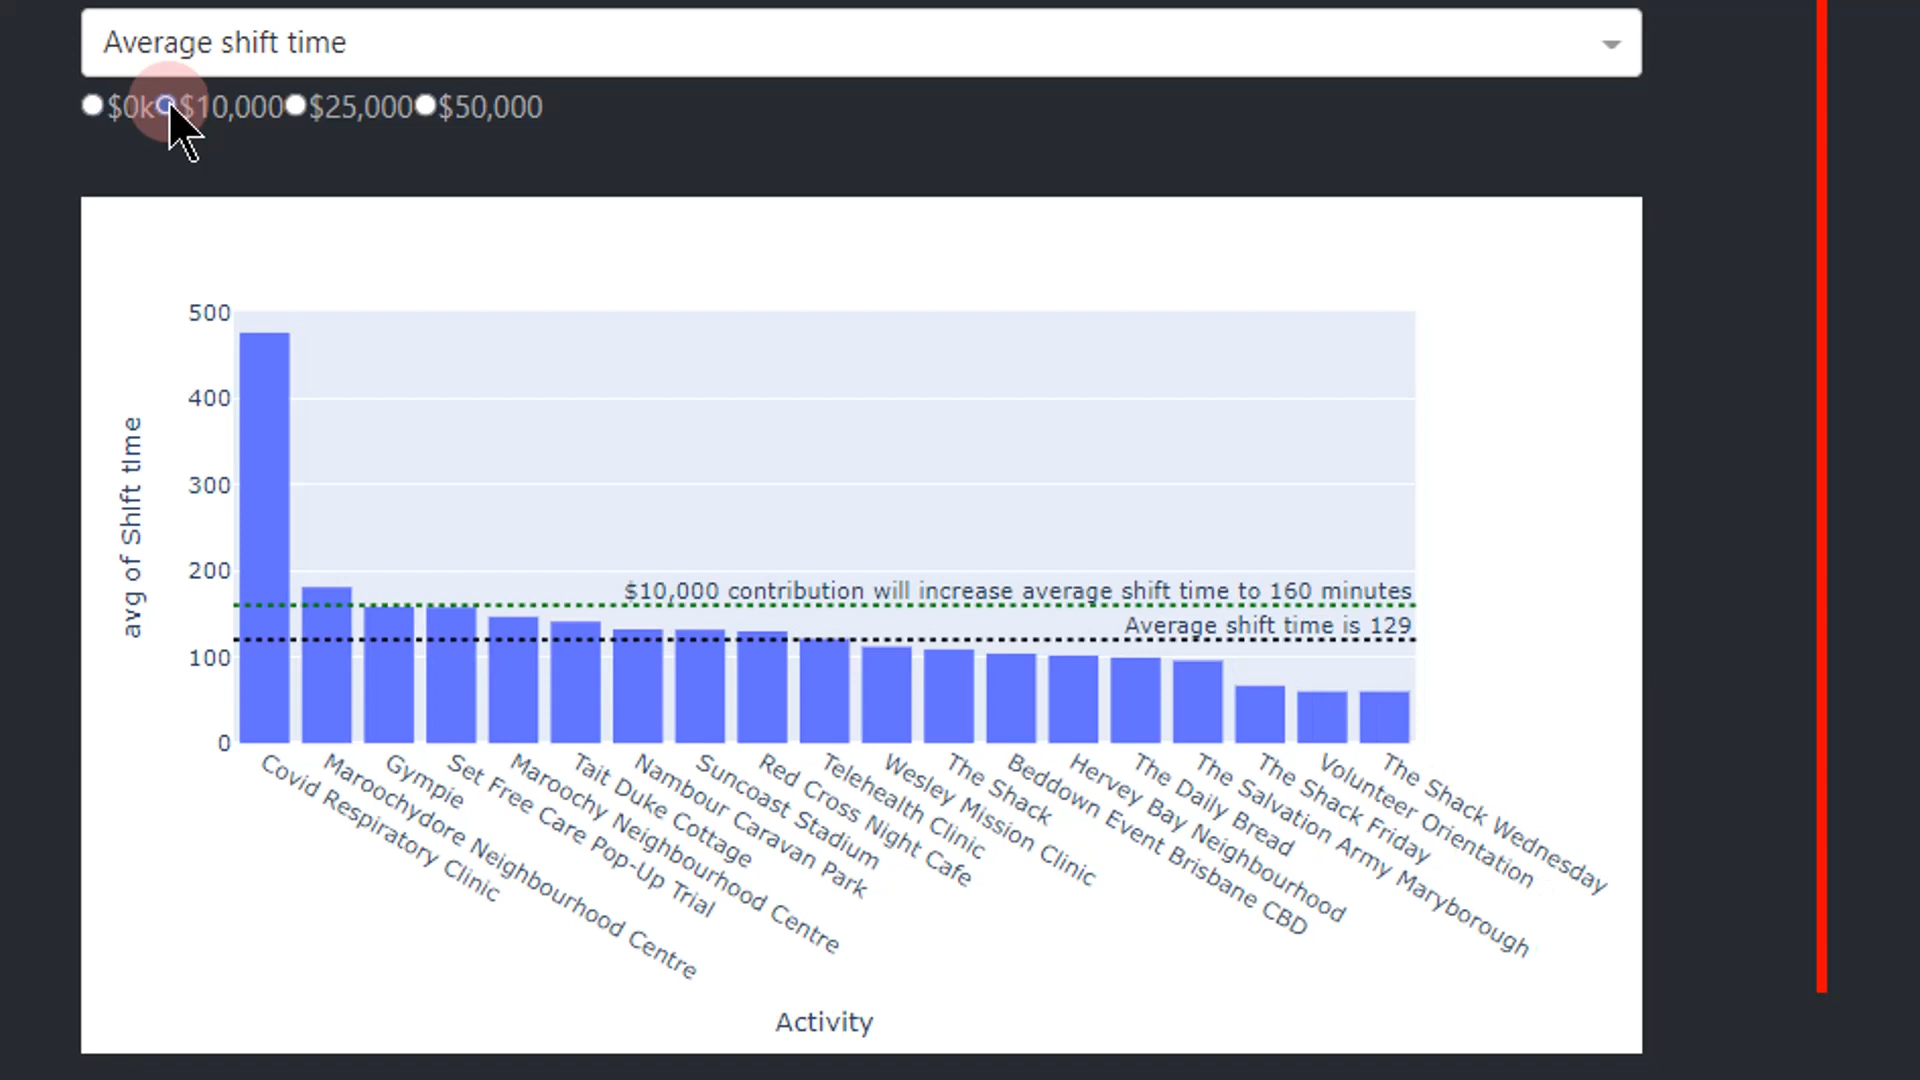 Average shift time
$0k $10,000 $25,000 $50,000
500
400
300
200
100
0
avg of Shift time
$10,000 contribution will increase average shift time to 160 minutes
Average shift time is 129
Covid Respiratory Clinic
Maroochydore Neighbourhood Centre
Gympie
Set Free Care Pop-Up Trial
Maroochy Neighbourhood Centre
Tait Duke Cottage
Nambour Caravan Park
Suncoast Stadium
Red Cross Night Cafe
Telehealth Clinic
Wesley Mission Clinic
The Shack
Beddown Event Brisbane CBD
Hervey Bay Neighbourhood
The Daily Bread
The Salvation Army Maryborough
The Shack Friday
Volunteer Orientation
The Shack Wednesday
Activity